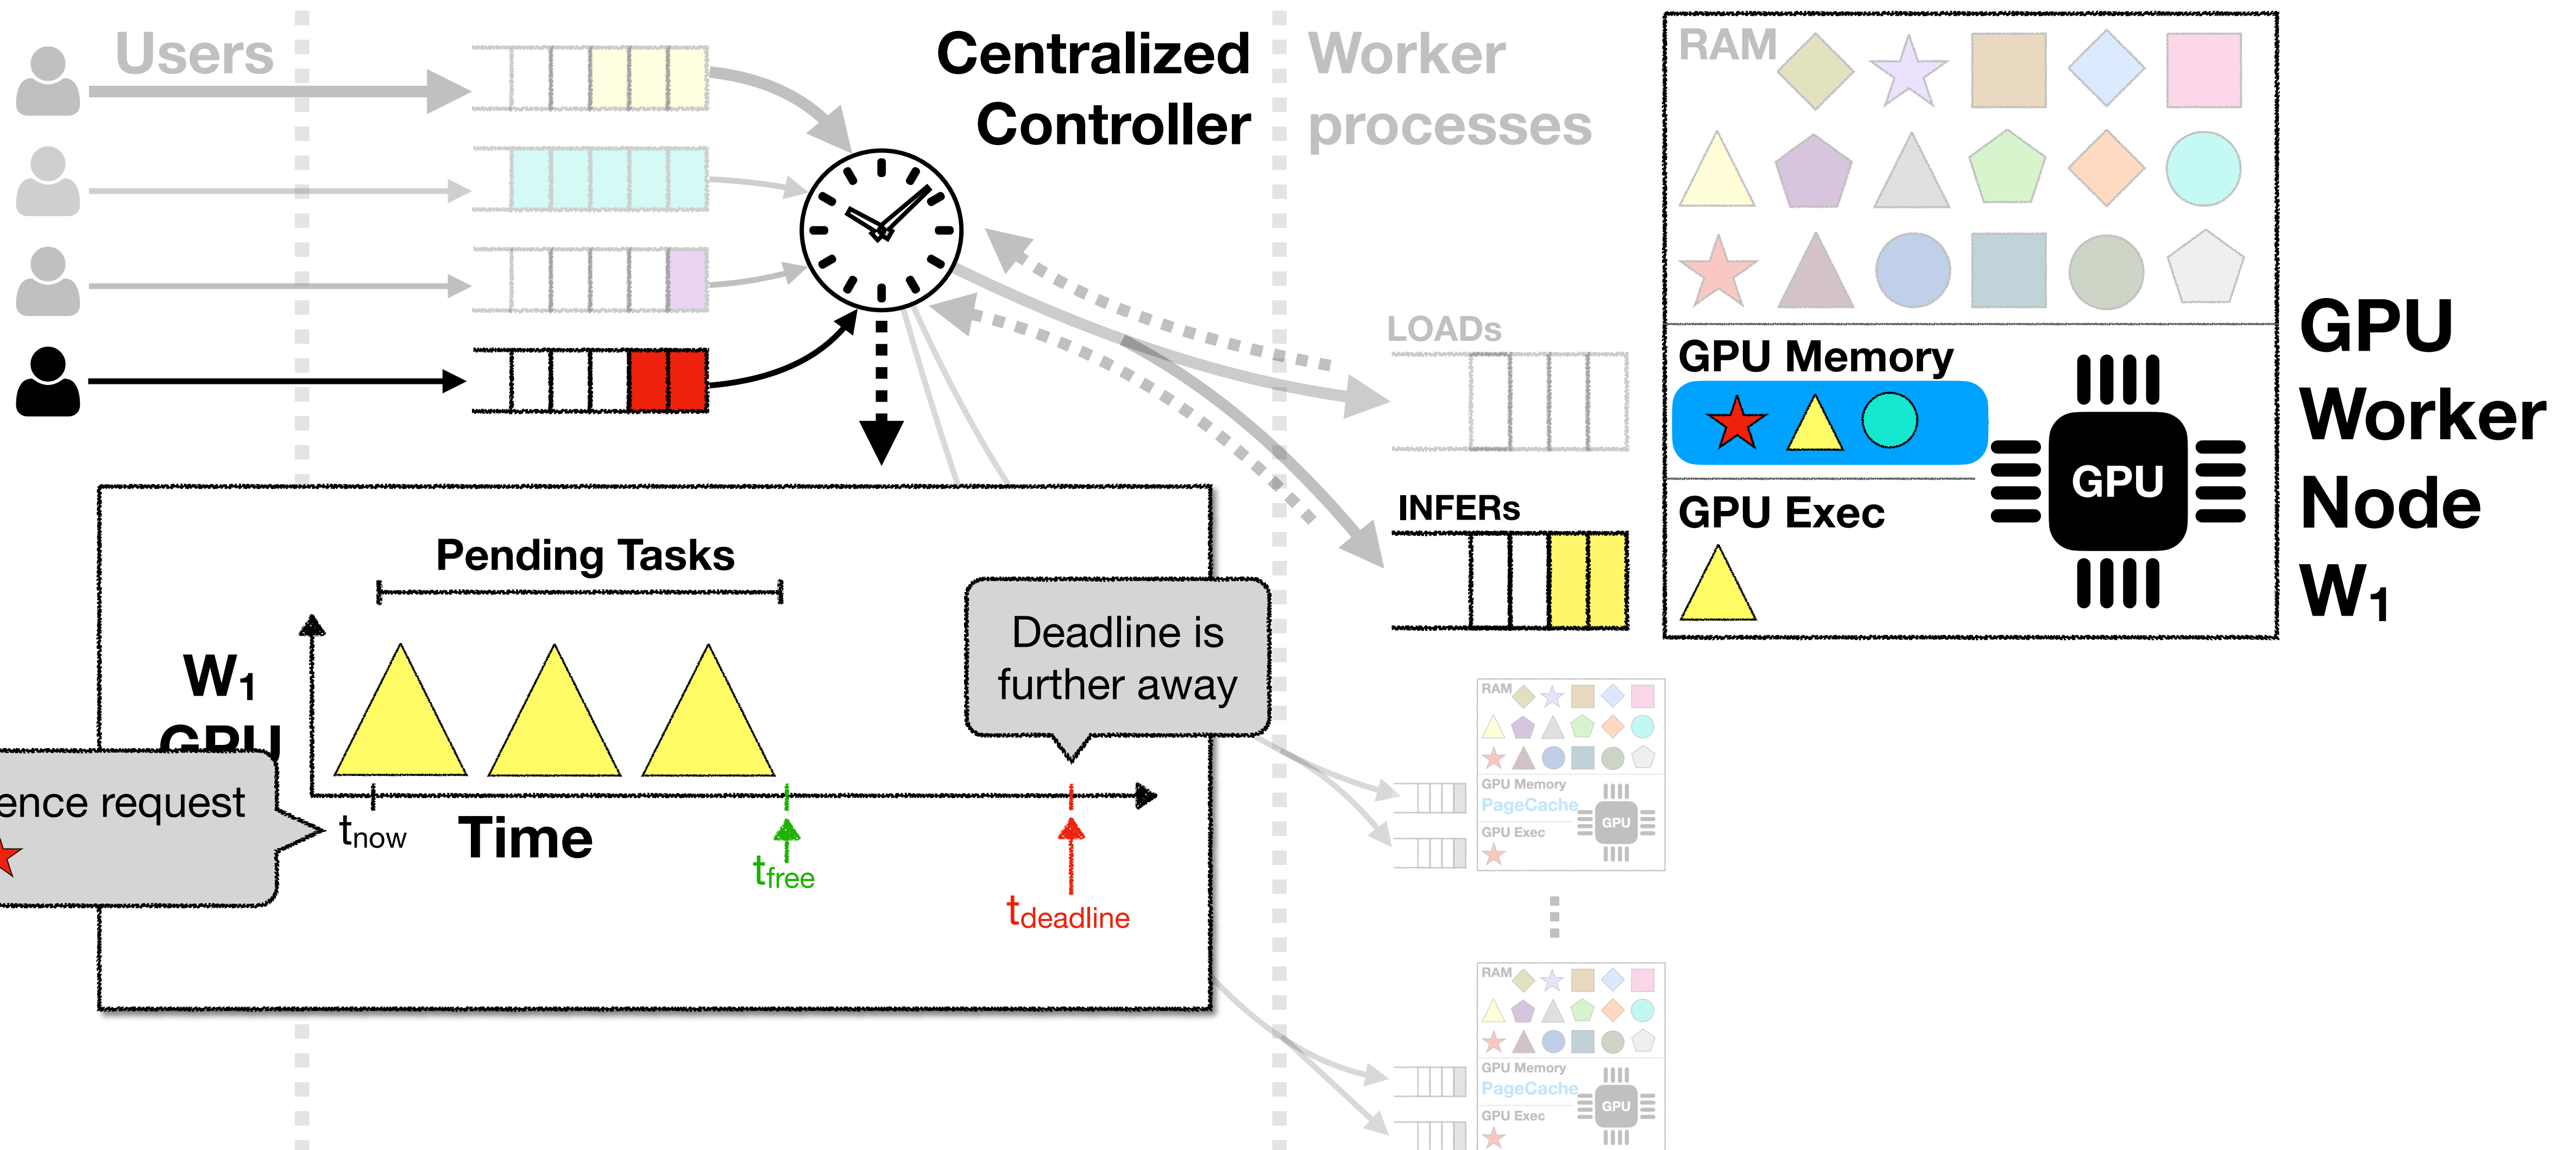 Users
Centralized
Controller
Worker
processes
RAM
LOADs
GPU Memory
GPU
INFERs
GPU Exec
GPU
Worker
Node
W1
Pending Tasks
Deadline is
further away
W1
GPU
ence request
tnow
Time
tfree
tdeadline
RAM
GPU Memory
PageCache
GPU
GPU Exec
RAM
GPU Memory
PageCache
GPU
GPU Exec